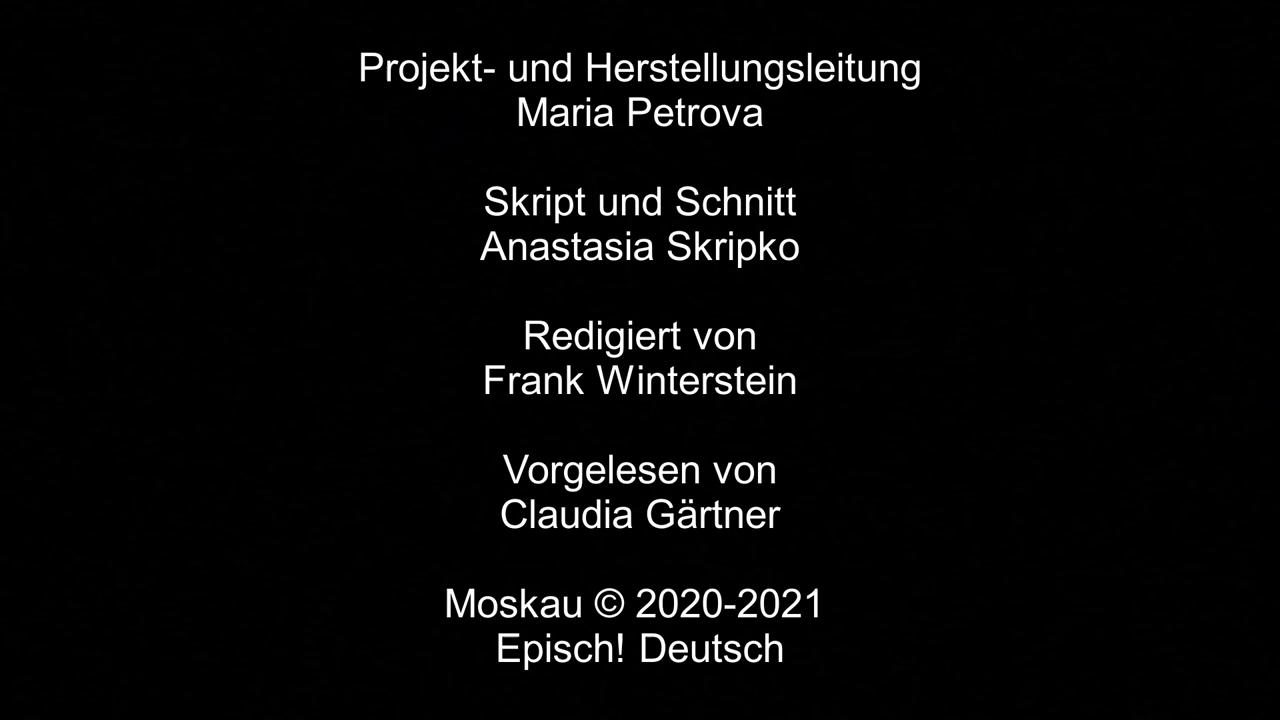 Projekt- und Herstellungsleitung
Maria Petrova
Skript und Schnitt
Anastasia Skripko
Redigiert von
Frank Winterstein
Vorgelesen von
Claudia Gärtner
Moskau © 2020-2021
Episch! Deutsch